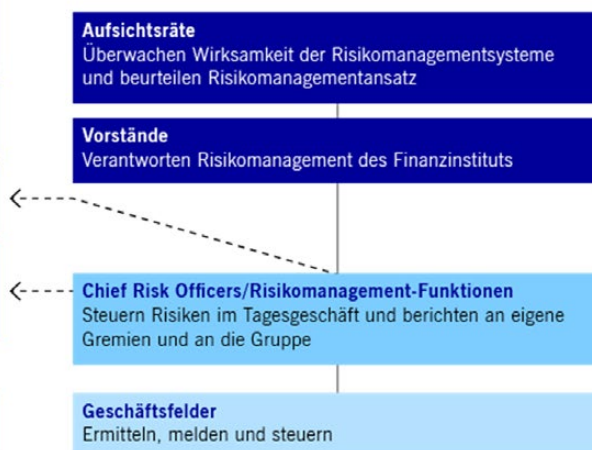 Aufsichtsräte
Überwachen Wirksamkeit der Risikomanagementsysteme
und beurteilen Risikomanagementansatz
Vorstände
Verantworten Risikomanagement des Finanzinstituts
Chief Risk Officers/Risikomanagement-Funktionen
Steuern Risiken im Tagesgeschäft und berichten an eigene
Gremien und an die Gruppe
Geschäftsfelder
Ermitteln, melden und steuern